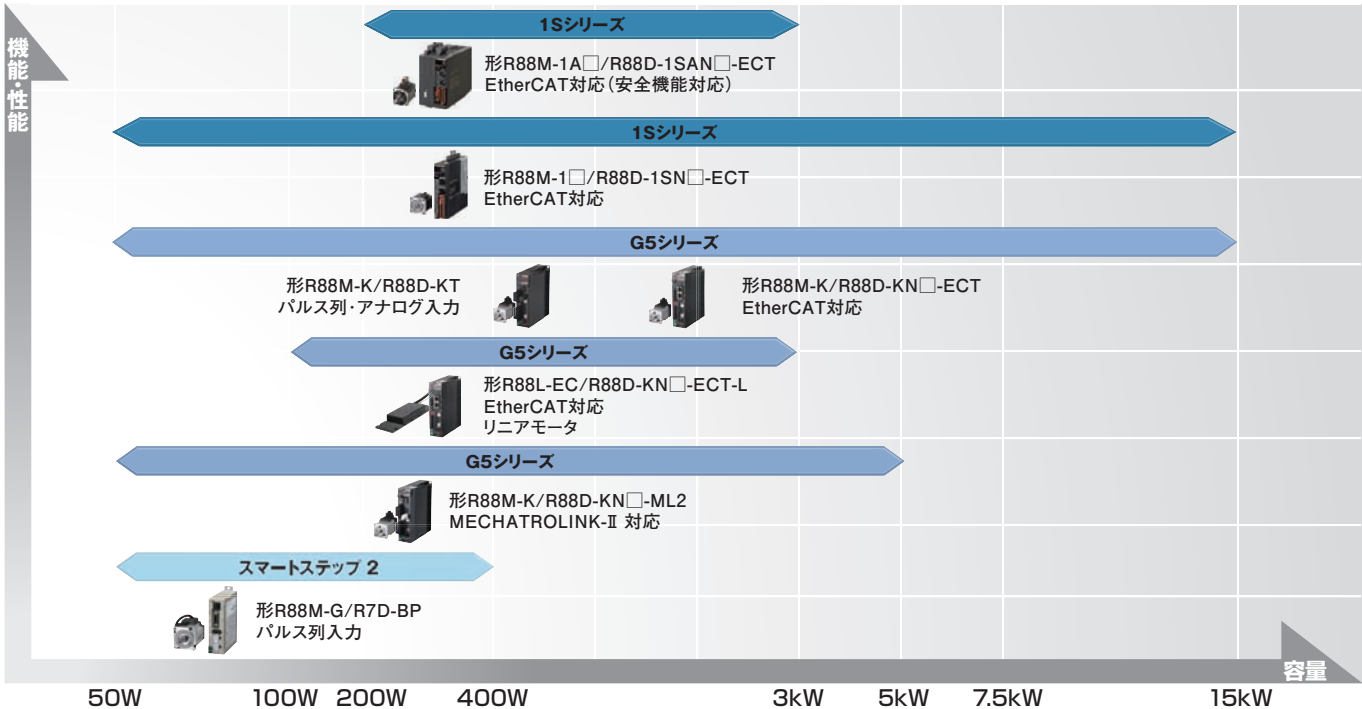 機能・性能
1Sシリーズ
形R88M-1A□/R88D-1SAN□-ECT
EtherCAT対応（安全機能対応）
1Sシリーズ
形R88M-1□/R88D-1SN□-ECT
EtherCAT対応
G5シリーズ
形R88M-K/R88D-KT
パルス列・アナログ入力
形R88M-K/R88D-KN□-ECT
EtherCAT対応
G5シリーズ
形R88L-EC/R88D-KN□-ECT-L
EtherCAT対応
リニアモータ
G5シリーズ
形R88M-K/R88D-KN□-ML2
MECHATROLINK-Ⅱ 対応
スマートステップ 2
形R88M-G/R7D-BP
パルス列入力
容量
50W 100W 200W 400W 3kW 5kW 7.5kW 15kW